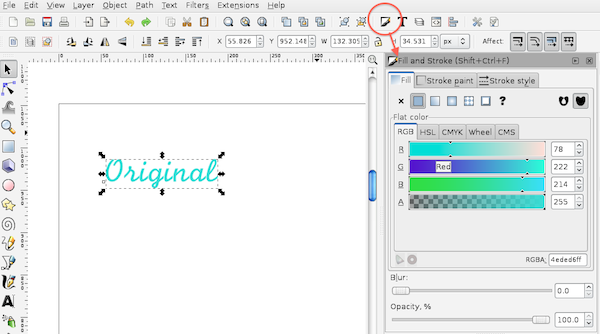 File Edit View Layer Object Path Text Filters Extensions Help
X 55.826 Y 952.148 W 132.305 H 34.531 px Affect:
Fill and Stroke (Shift+Ctrl+F)
Fill Stroke paint Stroke style
?
Flat color
RGB HSL CMYK Wheel CMS
R 78
G Red 222
B 214
A 255
RGBA: 4eded6ff
Blur:
0.0
Opacity, %
100.0
Original